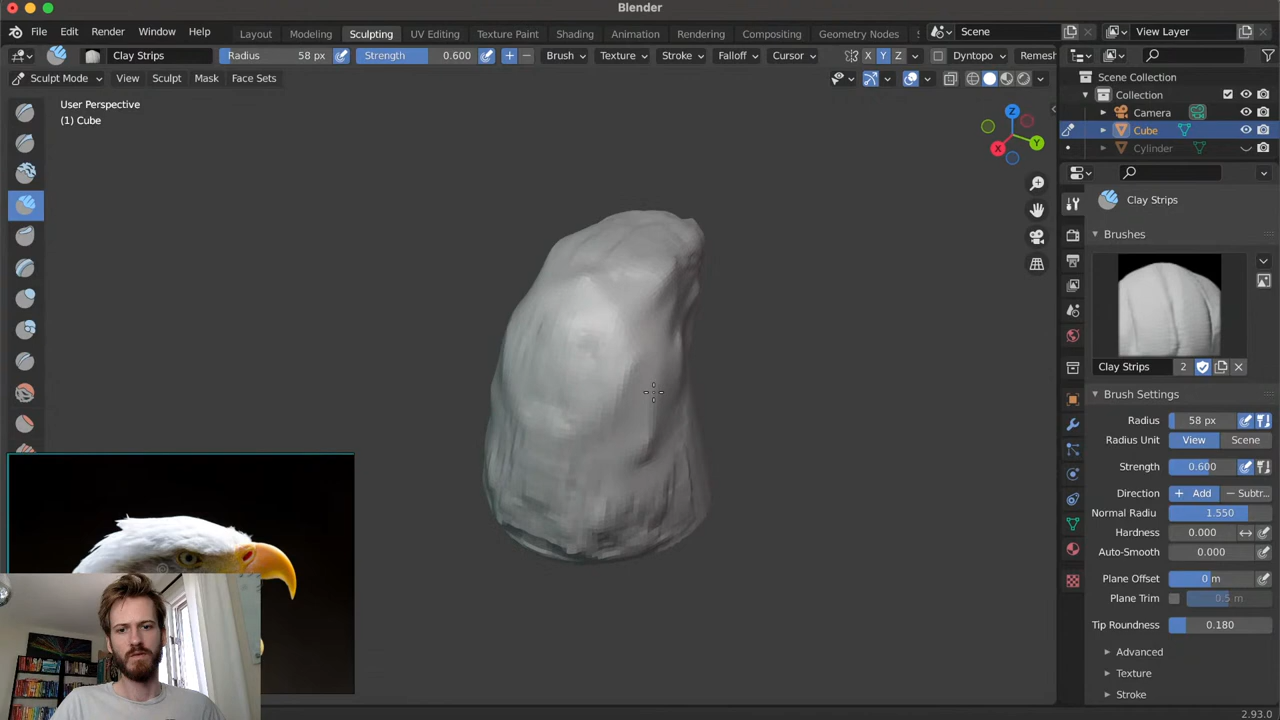 Blender
File Edit Render Window Help
Layout Modeling Sculpting UV Editing Texture Paint Shading Animation Rendering Compositing Geometry Nodes
Scene
View Layer
Clay Strips
Radius 58 px
Strength 0.600
Brush Texture Stroke Falloff Cursor
X Y Z
Dyntopo
Remesh
Sculpt Mode View Sculpt Mask Face Sets
User Perspective
(1) Cube
Z
Y
X
Scene Collection
Collection
Camera
Cube
Cylinder
Clay Strips
Brushes
Clay Strips 2
Brush Settings
Radius 58 px
Radius Unit View Scene
Strength 0.600
Direction + Add − Subtr...
Normal Radiu 1.550
Hardness 0.000
Auto-Smooth 0.000
Plane Offset 0 m
Plane Trim 0.5 m
Tip Roundness 0.180
Advanced
Texture
Stroke
2.93.0